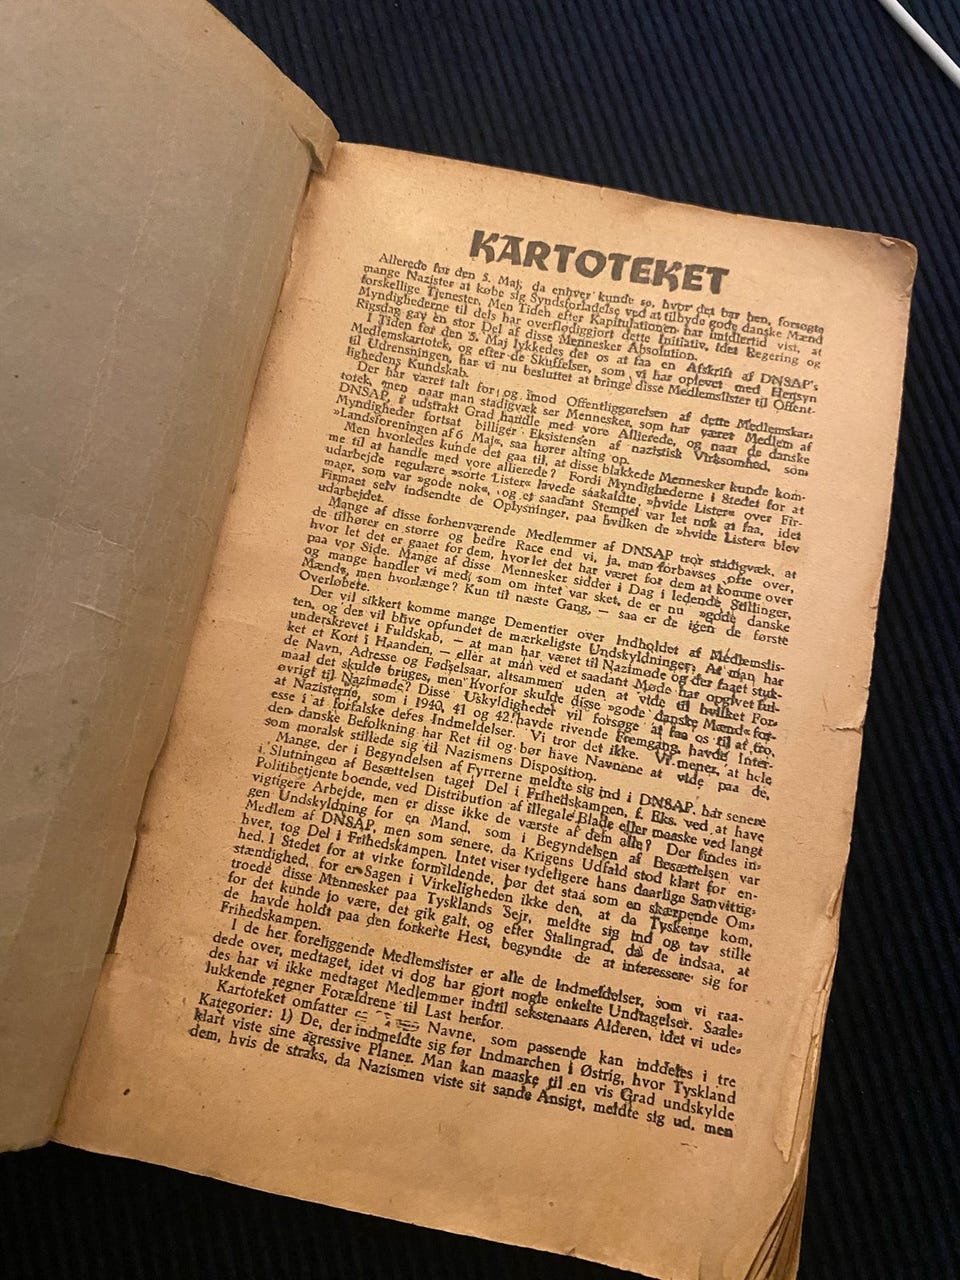 KARTOTEKET
Allerede før den 5. Maj, da enhver kunde se, hvor det bar hen, forsøgte
mange Nazister at købe sig Syndsforladelse ved at tilbyde gode danske Mænd
forskellige Tjenester. Men Tiden efter Kapitulationen har imidlertid vist, at
Myndighederne til dels har overflødiggjort dette Initiativ, idet Regering og
Rigsdag gav en stor Del af disse Mennesker Absolution.
I Tiden før den 5. Maj lykkedes det os at faa en Afskrift af DNSAP's
Medlemskartotek, og efter de Skuffelser, som vi har oplevet med Hensyn
til Udrensningen, har vi nu besluttet at bringe disse Medlemslister til Offent-
lighedens Kundskab.
Der har været talt for og imod Offentliggørelsen af dette Medlemskar-
totek, men naar man stadigvæk ser Mennesker, som har været Medlem af
DNSAP, i udstrakt Grad handle med vore Allierede, og naar de danske
Myndigheder fortsat billiger Eksistensen af nazistisk Virksomhed, som
»Landsforeningen af 6. Maj«, saa hører alting op.
Men hvorledes kunde det gaa til, at disse blakkede Mennesker kunde kom-
me til at handle med vore allierede? Fordi Myndighederne i Stedet for at
udarbejde regulære »sorte Lister« lavede saakaldte »hvide Lister« over Fir-
maer, som var »gode nok«, og et saadant Stempel var let nok at faa, idet
Firmaet selv indsendte de Oplysninger, paa hvilken de »hvide Lister« blev
udarbejdet.
Mange af disse forhenværende Medlemmer af DNSAP tror stadigvæk, at
de tilhører en større og bedre Race end vi. Ja, man forbavses ofte over,
hvor let det er gaaet for dem, hvor let det har været for dem at komme over
paa vor Side. Mange af disse Mennesker sidder i Dag i ledende Stillinger,
og mange handler vi med, som om intet var sket, de er nu »gode danske
Mænd«, men hvorlænge? Kun til næste Gang, — saa er de igen de første
Overløbere.
Der vil sikkert komme mange Dementier over Indholdet af Medlemslis-
ten, og der vil blive opfundet de mærkeligste Undskyldninger: At man har
underskrevet i Fuldskab, — at man har været til Nazimøde og der faaet stuk-
ket et Kort i Haanden, — eller at man ved et saadant Møde har opgivet ful-
de Navn, Adresse og Fødselsaar, altsammen uden at vide til hvilket For-
maal det skulde bruges, men Hvorfor skulde disse »gode danske Mænd« for-
øvrigt til Nazimøde? Disse Uskyldigheder vil forsøge at faa os til at tro,
at Nazisterne, som i 1940, 41 og 42 havde rivende Fremgang, havde Inter-
esse i at forfalske deres Indmeldelser. Vi tror det ikke. Vi mener, at hele
den danske Befolkning har Ret til og bør have Navnene at vide paa de,
som moralsk stillede sig til Nazismens Disposition.
Mange, der i Begyndelsen af Fyrrerne meldte sig ind i DNSAP, har senere
i Slutningen af Besættelsen taget Del i Frihedskampen, f. Eks. ved at have
Politibetjente boende, ved Distribution af illegale Blade eller maaske ved langt
vigtigere Arbejde, men er disse ikke de værste af dem alle? Der findes in-
gen Undskyldning for en Mand, som i Begyndelsen af Besættelsen var
Medlem af DNSAP, men som senere, da Krigens Udfald stod klart for en-
hver, tog Del i Frihedskampen. Intet viser tydeligere hans daarlige Samvittig-
hed. I Stedet for at virke formildende, bør det staa som en skærpende Om-
stændighed, for er Sagen i Virkeligheden ikke den, at da Tyskerne kom,
troede disse Mennesker paa Tysklands Sejr, meldte sig ind og tav stille
for det kunde jo være, det gik galt, og efter Stalingrad, da de indsaa, at
de havde holdt paa den forkerte Hest, begyndte de at interessere sig for
Frihedskampen.
I de her foreliggende Medlemslister er alle de Indmeldelser, som vi raa-
dede over, medtaget, idet vi dog har gjort nogle enkelte Undtagelser. Saale-
des har vi ikke medtaget Medlemmer indtil sekstenaars Alderen, idet vi ude-
lukkende regner Forældrene til Last herfor.
Kartoteket omfatter Navne, som passende kan inddeles i tre
Kategorier: 1) De, der indmeldte sig før Indmarchen i Østrig, hvor Tyskland
klart viste sine agressive Planer. Man kan maaske til en vis Grad undskylde
dem, hvis de straks, da Nazismen viste sit sande Ansigt, meldte sig ud, men